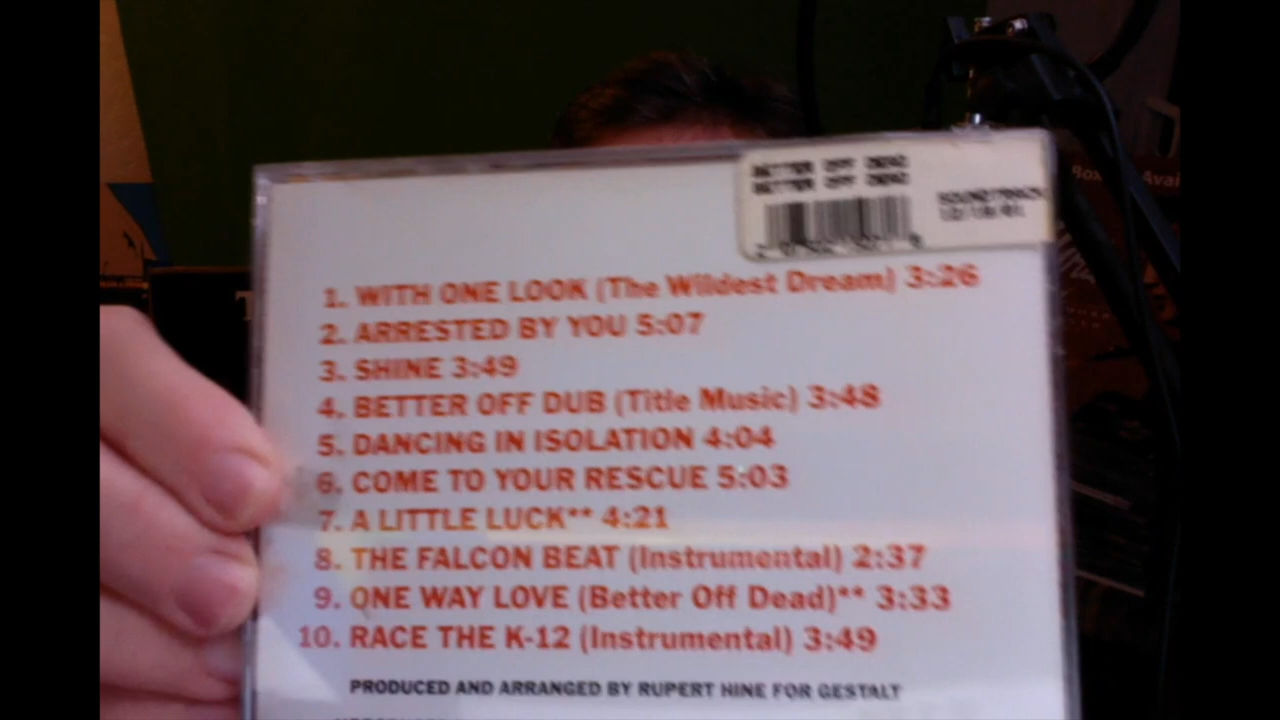 BETTER OFF DEAD
BETTER OFF DEAD
SOUNDTRACK
1. WITH ONE LOOK (The Wildest Dream) 3:26
2. ARRESTED BY YOU 5:07
3. SHINE 3:49
4. BETTER OFF DUB (Title Music) 3:48
5. DANCING IN ISOLATION 4:04
6. COME TO YOUR RESCUE 5:03
7. A LITTLE LUCK** 4:21
8. THE FALCON BEAT (Instrumental) 2:37
9. ONE WAY LOVE (Better Off Dead)** 3:33
10. RACE THE K-12 (Instrumental) 3:49
PRODUCED AND ARRANGED BY RUPERT HINE FOR GESTALT